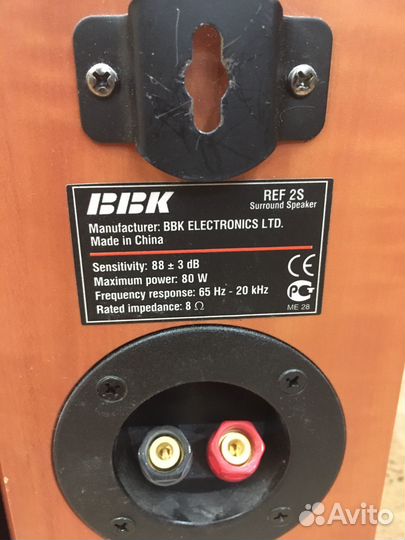 BBK
REF 2S
Surround Speaker
Manufacturer: BBK ELECTRONICS LTD.
Made in China
Sensitivity: 88 ± 3 dB
Maximum power: 80 W
Frequency response: 65 Hz - 20 kHz
Rated impedance: 8 Ω
CE
РСТ
ME 28
Avito